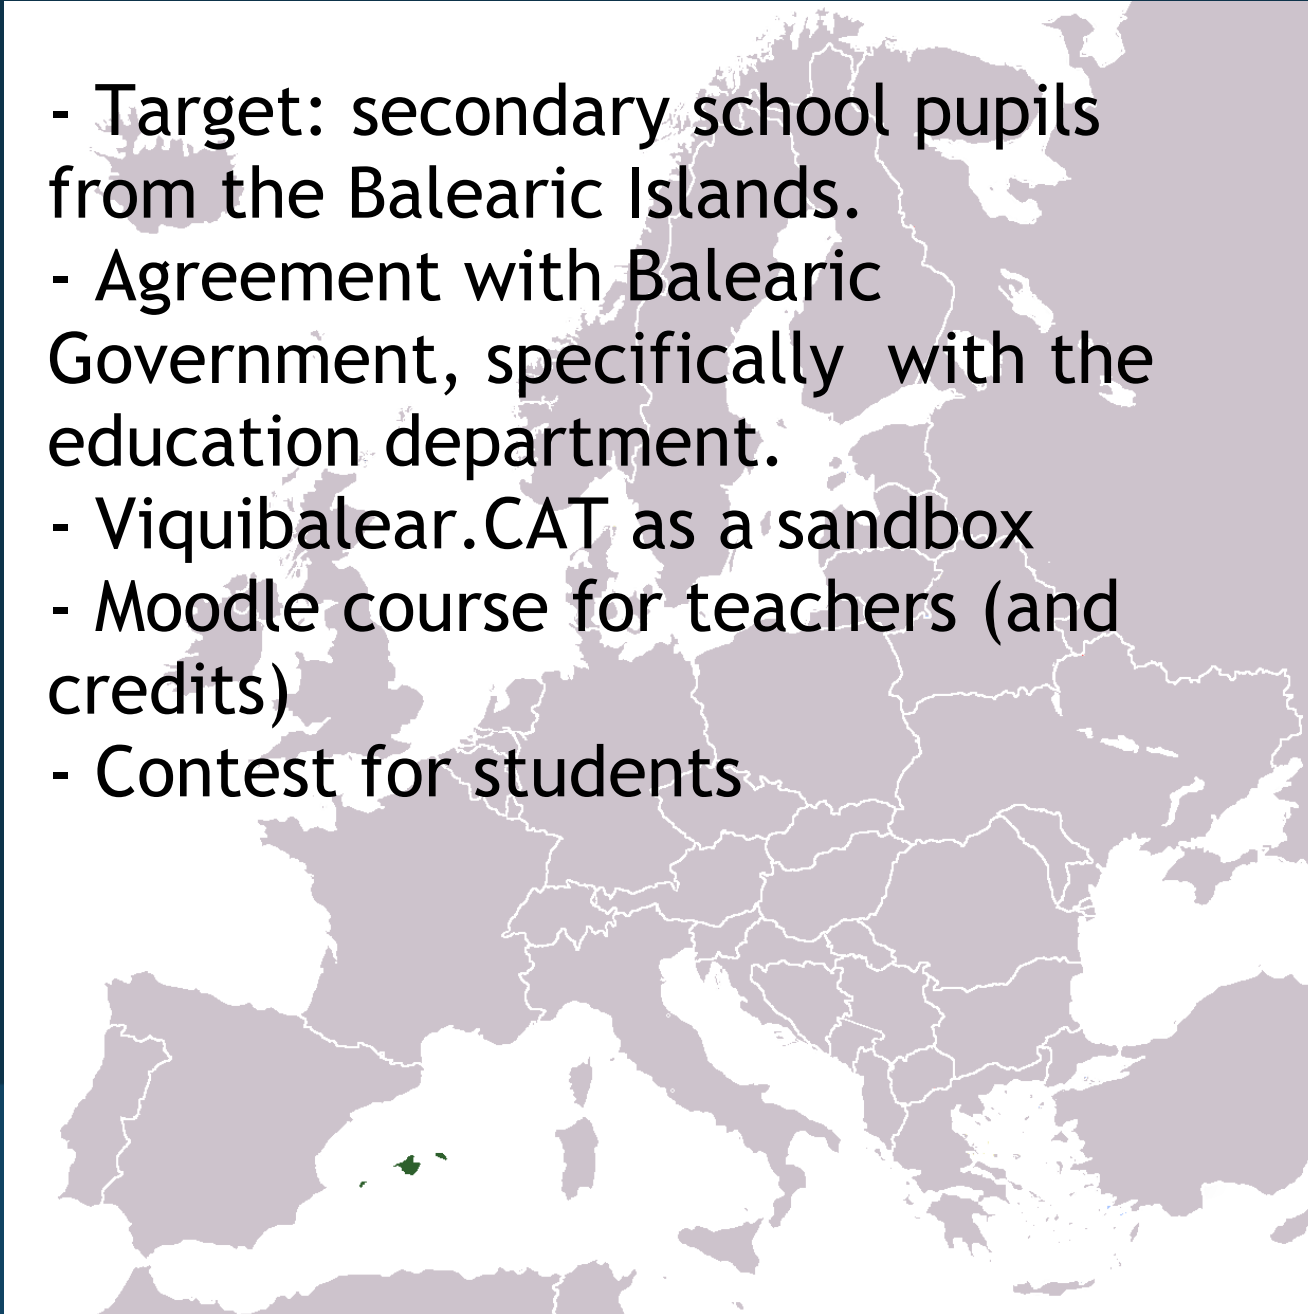 - Target: secondary school pupils
from the Balearic Islands.
- Agreement with Balearic
Government, specifically  with the
education department.
- Viquibalear.CAT as a sandbox
- Moodle course for teachers (and
credits)
- Contest for students